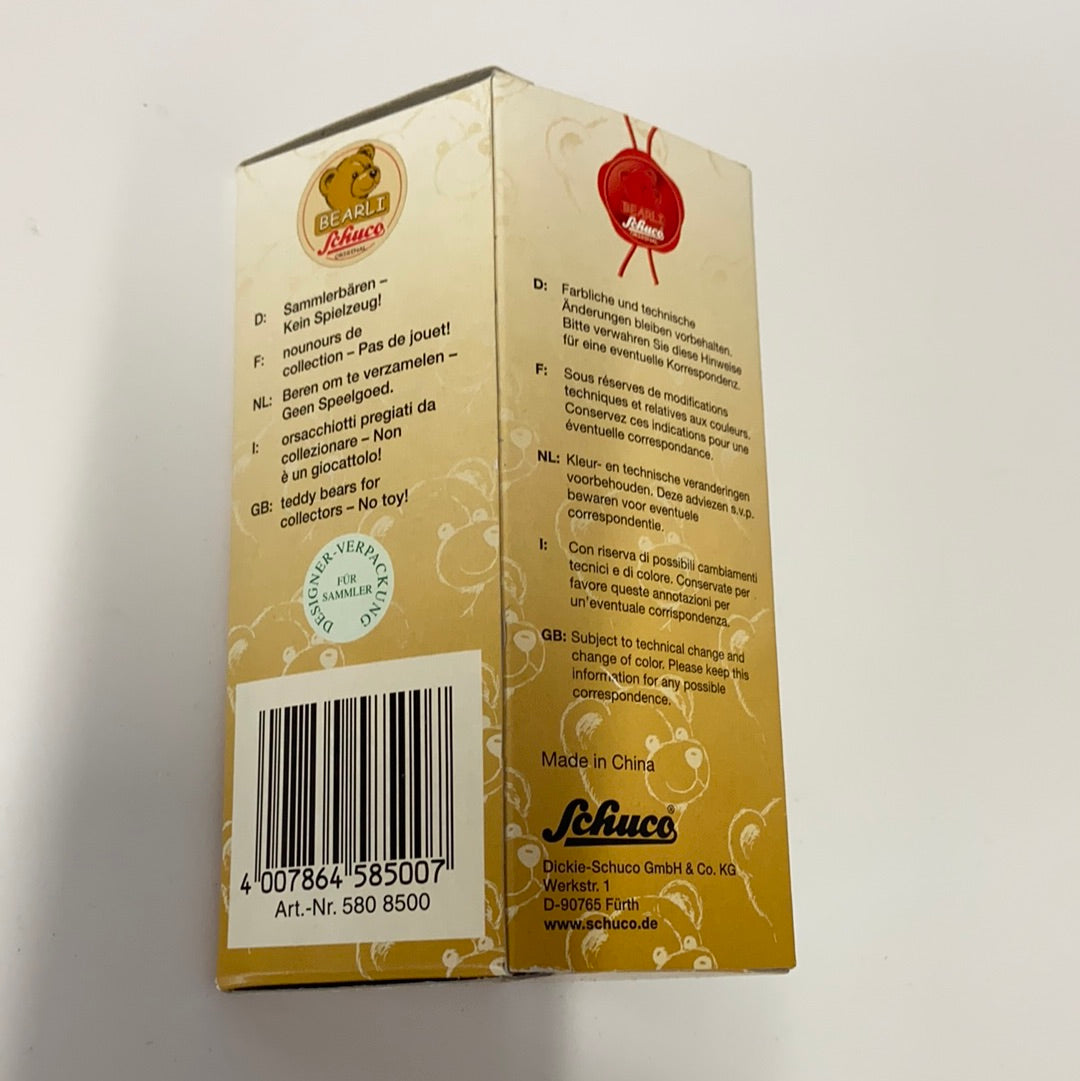 BEARLI
Schuco
ORIGINAL
D: Sammlerbären –
Kein Spielzeug!
F: nounours de
collection – Pas de jouet!
NL: Beren om te verzamelen –
Geen Speelgoed.
I: orsacchiotti pregiati da
collezionare – Non
è un giocattolo!
GB: teddy bears for
collectors – No toy!
DESIGNER-VERPACKUNG
FÜR
SAMMLER
4 007864 585007
Art.-Nr. 580 8500
BEARLI
Schuco
ORIGINAL
D: Farbliche und technische
Änderungen bleiben vorbehalten.
Bitte verwahren Sie diese Hinweise
für eine eventuelle Korrespondenz.
F: Sous réserves de modifications
techniques et relatives aux couleurs.
Conservez ces indications pour une
éventuelle correspondance.
NL: Kleur- en technische veranderingen
voorbehouden. Deze adviezen s.v.p.
bewaren voor eventuele
correspondentie.
I: Con riserva di possibili cambiamenti
tecnici e di colore. Conservate per
favore queste annotazioni per
un'eventuale corrispondenza.
GB: Subject to technical change and
change of color. Please keep this
information for any possible
correspondence.
Made in China
Schuco®
Dickie-Schuco GmbH & Co. KG
Werkstr. 1
D-90765 Fürth
www.schuco.de